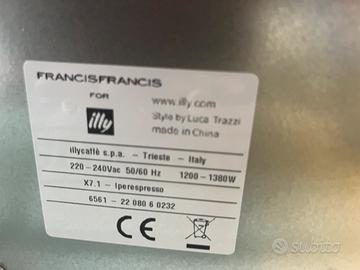 FRANCISFRANCIS
FOR
illy
www.illy.com
Style by Luca Trazzi
made in China
illycaffè s.p.a. - Trieste - Italy
220-240Vac 50/60 Hz 1200-1380W
X7.1 - Iperespresso
6561 - 22 080 6 0232
CE
subito